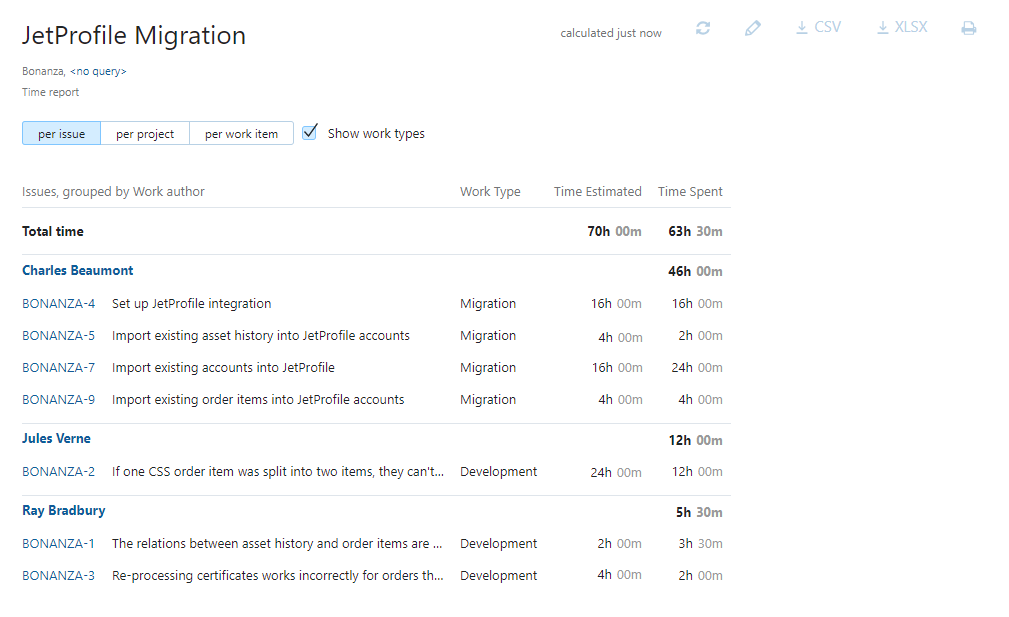 JetProfile Migration
calculated just now
CSV
XLSX
Bonanza, <no query>
Time report
per issue per project per work item Show work types
Issues, grouped by Work author Work Type Time Estimated Time Spent
Total time 70h 00m 63h 30m
Charles Beaumont 46h 00m
BONANZA-4 Set up JetProfile integration Migration 16h 00m 16h 00m
BONANZA-5 Import existing asset history into JetProfile accounts Migration 4h 00m 2h 00m
BONANZA-7 Import existing accounts into JetProfile Migration 16h 00m 24h 00m
BONANZA-9 Import existing order items into JetProfile accounts Migration 4h 00m 4h 00m
Jules Verne 12h 00m
BONANZA-2 If one CSS order item was split into two items, they can't... Development 24h 00m 12h 00m
Ray Bradbury 5h 30m
BONANZA-1 The relations between asset history and order items are ... Development 2h 00m 3h 30m
BONANZA-3 Re-processing certificates works incorrectly for orders th... Development 4h 00m 2h 00m